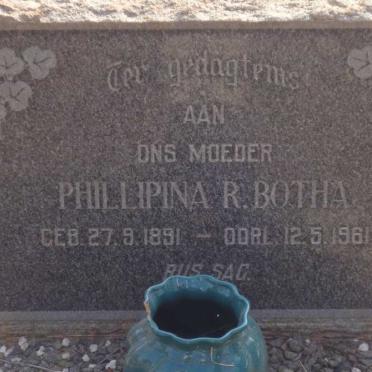 Ter gedagtenis
AAN
ONS MOEDER
PHILLIPINA R. BOTHA
GEB. 27.9.1891 - OORL. 12.5.1961
RUS SAG.